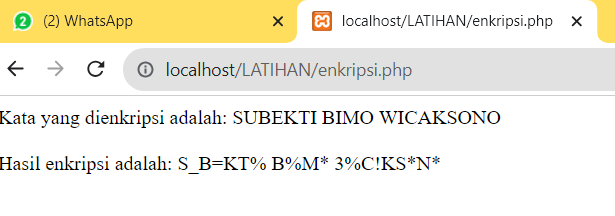 (2) WhatsApp
localhost/LATIHAN/enkripsi.php
localhost/LATIHAN/enkripsi.php
Kata yang dienkripsi adalah: SUBEKTI BIMO WICAKSONO
Hasil enkripsi adalah: S_B=KT% B%M* 3%C!KS*N*